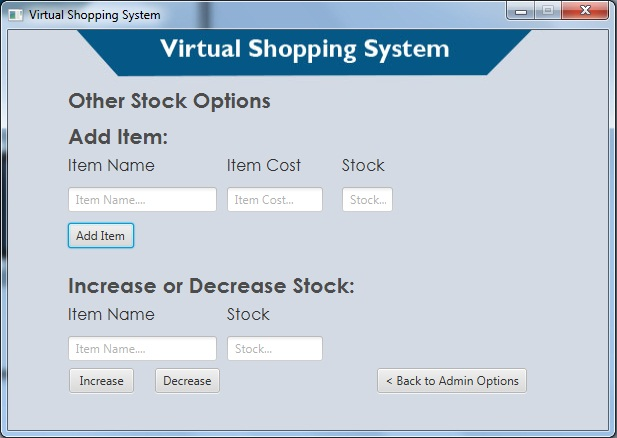 Virtual Shopping System
Virtual Shopping System
Other Stock Options
Add Item:
Item Name Item Cost Stock
Item Name.... Item Cost... Stock...
Add Item
Increase or Decrease Stock:
Item Name Stock
Item Name.... Stock...
Increase Decrease < Back to Admin Options